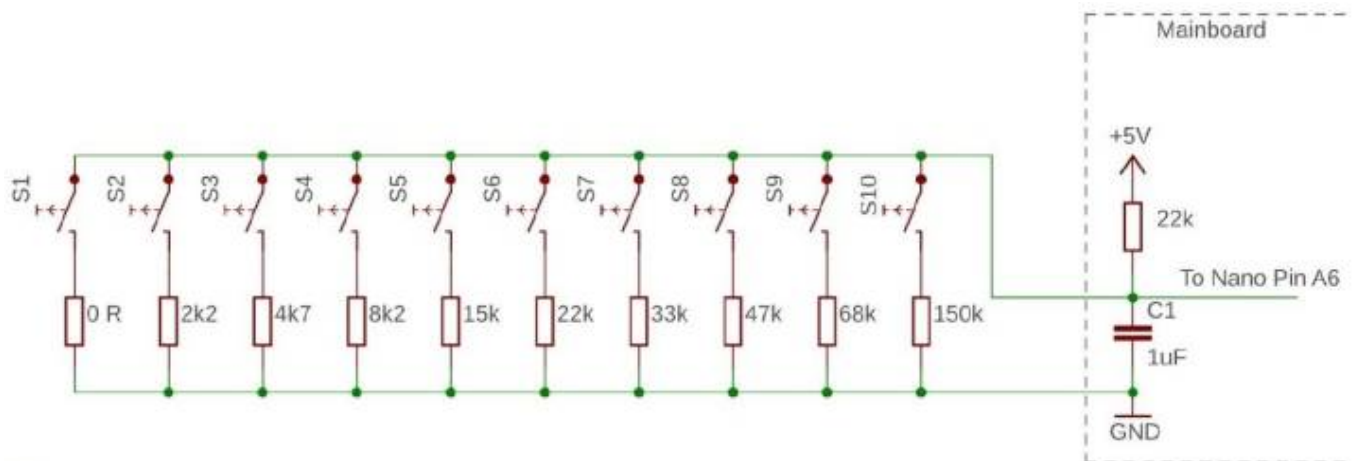 Mainboard
+5V
S1
S2
S3
S4
S5
S6
S7
S8
S9
S10
22k
To Nano Pin A6
0 R
2k2
4k7
8k2
15k
22k
33k
47k
68k
150k
C1
1uF
GND